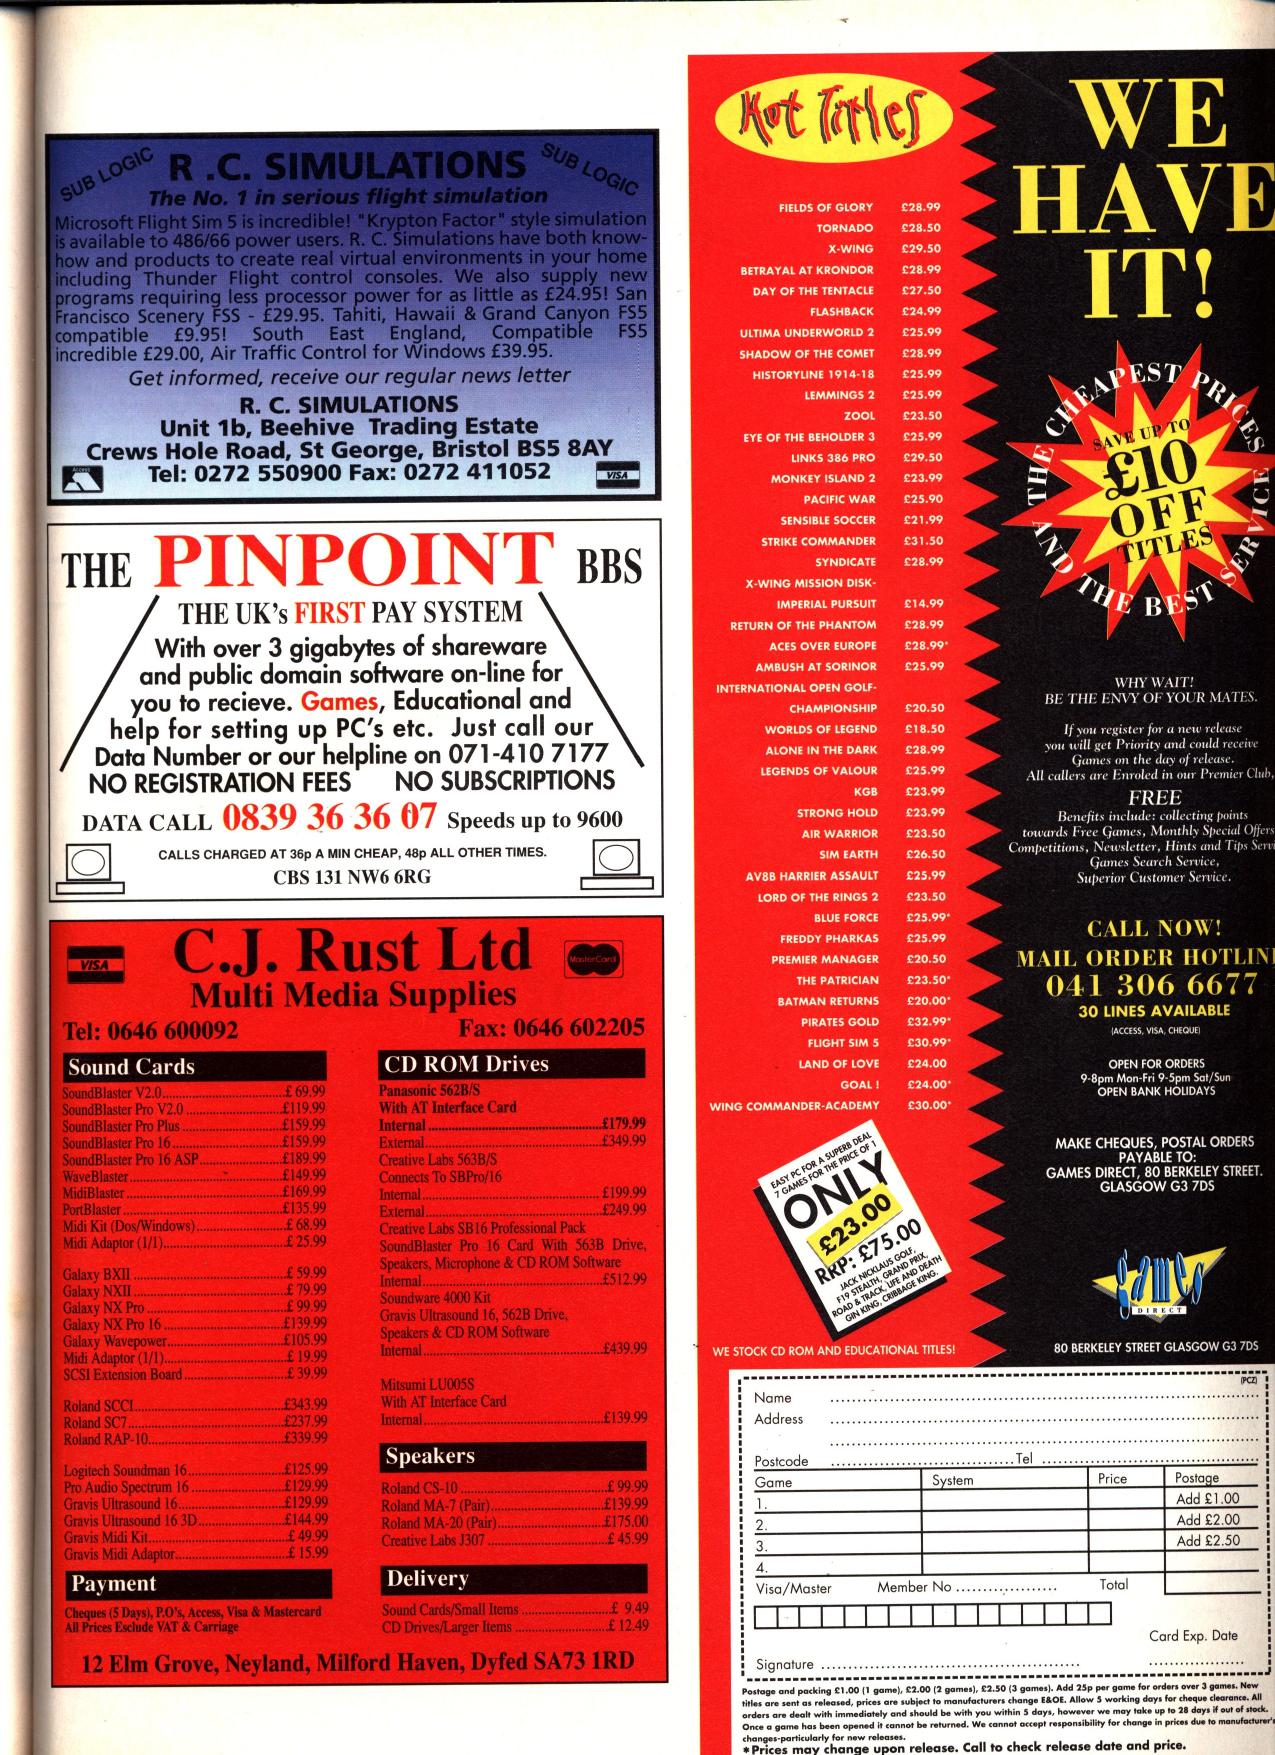 SUB LOGIC
R .C. SIMULATIONS
SUB LOGIC
The No. 1 in serious flight simulation
Microsoft Flight Sim 5 is incredible! "Krypton Factor" style simulation
is available to 486/66 power users. R. C. Simulations have both know-
how and products to create real virtual environments in your home
including Thunder Flight control consoles. We also supply new
programs requiring less processor power for as little as £24.95! San
Francisco Scenery FSS - £29.95. Tahiti, Hawaii & Grand Canyon FS5
compatible £9.95! South East England, Compatible FS5
incredible £29.00, Air Traffic Control for Windows £39.95.
Get informed, receive our regular news letter
R. C. SIMULATIONS
Unit 1b, Beehive Trading Estate
Crews Hole Road, St George, Bristol BS5 8AY
Tel: 0272 550900 Fax: 0272 411052
Access
VISA
THE PINPOINT BBS
THE UK's FIRST PAY SYSTEM
With over 3 gigabytes of shareware
and public domain software on-line for
you to recieve. Games, Educational and
help for setting up PC's etc. Just call our
Data Number or our helpline on 071-410 7177
NO REGISTRATION FEES NO SUBSCRIPTIONS
DATA CALL 0839 36 36 07 Speeds up to 9600
CALLS CHARGED AT 36p A MIN CHEAP, 48p ALL OTHER TIMES.
CBS 131 NW6 6RG
VISA
C.J. Rust Ltd
MasterCard
Multi Media Supplies
Tel: 0646 600092 Fax: 0646 602205
Sound Cards
SoundBlaster V2.0 £ 69.99
SoundBlaster Pro V2.0 £119.99
SoundBlaster Pro Plus £159.99
SoundBlaster Pro 16 £159.99
SoundBlaster Pro 16 ASP £189.99
WaveBlaster £149.99
MidiBlaster £169.99
PortBlaster £135.99
Midi Kit (Dos/Windows) £ 68.99
Midi Adaptor (1/1) £ 25.99
Galaxy BXII £ 59.99
Galaxy NXII £ 79.99
Galaxy NX Pro £ 99.99
Galaxy NX Pro 16 £139.99
Galaxy Wavepower £105.99
Midi Adaptor (1/1) £ 19.99
SCSI Extension Board £ 39.99
Roland SCCI £343.99
Roland SC7 £237.99
Roland RAP-10 £339.99
Logitech Soundman 16 £125.99
Pro Audio Spectrum 16 £129.99
Gravis Ultrasound 16 £129.99
Gravis Ultrasound 16 3D £144.99
Gravis Midi Kit £ 49.99
Gravis Midi Adaptor £ 15.99
Payment
Cheques (5 Days), P.O's, Access, Visa & Mastercard
All Prices Esclude VAT & Carriage
CD ROM Drives
Panasonic 562B/S
With AT Interface Card
Internal £179.99
External £349.99
Creative Labs 563B/S
Connects To SBPro/16
Internal £199.99
External £249.99
Creative Labs SB16 Professional Pack
SoundBlaster Pro 16 Card With 563B Drive,
Speakers, Microphone & CD ROM Software
Internal £512.99
Soundware 4000 Kit
Gravis Ultrasound 16, 562B Drive,
Speakers & CD ROM Software
Internal £439.99
Mitsumi LU005S
With AT Interface Card
Internal £139.99
Speakers
Roland CS-10 £ 99.99
Roland MA-7 (Pair) £139.99
Roland MA-20 (Pair) £175.00
Creative Labs J307 £ 45.99
Delivery
Sound Cards/Small Items £ 9.49
CD Drives/Larger Items £ 12.49
12 Elm Grove, Neyland, Milford Haven, Dyfed SA73 1RD
Hot Titles
FIELDS OF GLORY £28.99
TORNADO £28.50
X-WING £29.50
BETRAYAL AT KRONDOR £28.99
DAY OF THE TENTACLE £27.50
FLASHBACK £24.99
ULTIMA UNDERWORLD 2 £25.99
SHADOW OF THE COMET £28.99
HISTORYLINE 1914-18 £25.99
LEMMINGS 2 £25.99
ZOOL £23.50
EYE OF THE BEHOLDER 3 £25.99
LINKS 386 PRO £29.50
MONKEY ISLAND 2 £23.99
PACIFIC WAR £25.90
SENSIBLE SOCCER £21.99
STRIKE COMMANDER £31.50
SYNDICATE £28.99
X-WING MISSION DISK-
IMPERIAL PURSUIT £14.99
RETURN OF THE PHANTOM £28.99
ACES OVER EUROPE £28.99*
AMBUSH AT SORINOR £25.99
INTERNATIONAL OPEN GOLF-
CHAMPIONSHIP £20.50
WORLDS OF LEGEND £18.50
ALONE IN THE DARK £28.99
LEGENDS OF VALOUR £25.99
KGB £23.99
STRONG HOLD £23.99
AIR WARRIOR £23.50
SIM EARTH £26.50
AV8B HARRIER ASSAULT £25.99
LORD OF THE RINGS 2 £23.50
BLUE FORCE £25.99*
FREDDY PHARKAS £25.99
PREMIER MANAGER £20.50
THE PATRICIAN £23.50*
BATMAN RETURNS £20.00*
PIRATES GOLD £32.99*
FLIGHT SIM 5 £30.99*
LAND OF LOVE £24.00
GOAL ! £24.00*
WING COMMANDER-ACADEMY £30.00*
EASY PC FOR A SUPERB DEAL
7 GAMES FOR THE PRICE OF 1
ONLY
£23.00
RRP: £75.00
JACK NICKLAUS GOLF,
F19 STEALTH, GRAND PRIX,
ROAD & TRACK, LIFE AND DEATH
GIN KING, CRIBBAGE KING.
WE STOCK CD ROM AND EDUCATIONAL TITLES!
WE
HAVE
IT!
THE CHEAPEST PRICES
AND THE BEST SERVICE
SAVE UP TO
£10
OFF
TITLES
WHY WAIT!
BE THE ENVY OF YOUR MATES.
If you register for a new release
you will get Priority and could receive
Games on the day of release.
All callers are Enroled in our Premier Club,
FREE
Benefits include: collecting points
towards Free Games, Monthly Special Offers
Competitions, Newsletter, Hints and Tips Servi
Games Search Service,
Superior Customer Service.
CALL NOW!
MAIL ORDER HOTLINE
041 306 6677
30 LINES AVAILABLE
(ACCESS, VISA, CHEQUE)
OPEN FOR ORDERS
9-8pm Mon-Fri 9-5pm Sat/Sun
OPEN BANK HOLIDAYS
MAKE CHEQUES, POSTAL ORDERS
PAYABLE TO:
GAMES DIRECT, 80 BERKELEY STREET.
GLASGOW G3 7DS
games
DIRECT
80 BERKELEY STREET GLASGOW G3 7DS
(PCZ)
Name
Address
Postcode Tel
Game System Price Postage
1. Add £1.00
2. Add £2.00
3. Add £2.50
4.
Visa/Master Member No Total
Card Exp. Date
Signature
Postage and packing £1.00 (1 game), £2.00 (2 games), £2.50 (3 games). Add 25p per game for orders over 3 games. New
titles are sent as released, prices are subject to manufacturers change E&OE. Allow 5 working days for cheque clearance. All
orders are dealt with immediately and should be with you within 5 days, however we may take up to 28 days if out of stock.
Once a game has been opened it cannot be returned. We cannot accept responsibility for change in prices due to manufacturer's
changes-particularly for new releases.
*Prices may change upon release. Call to check release date and price.